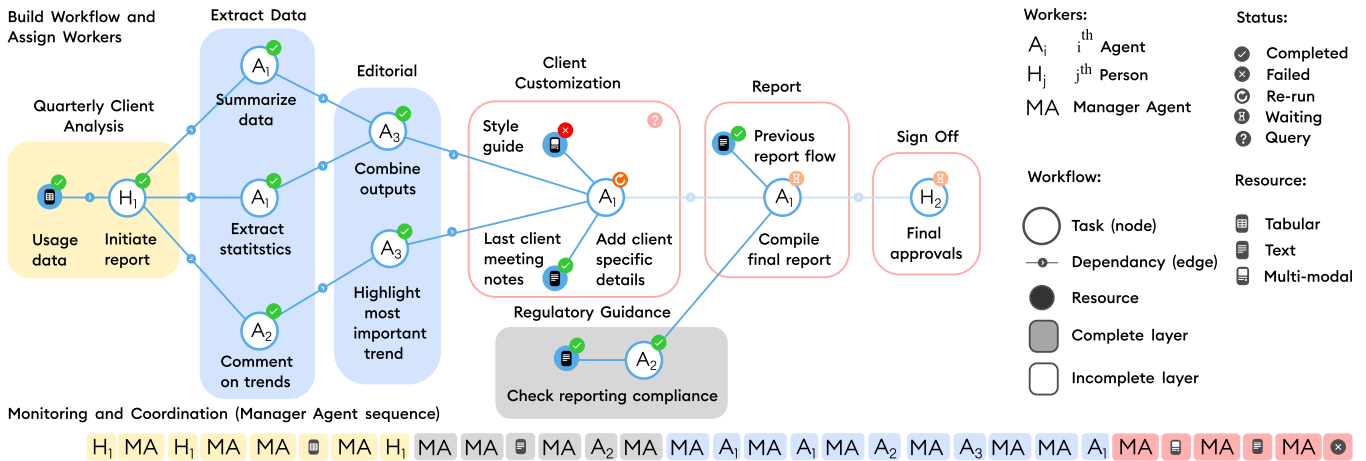 Build Workflow and
Assign Workers
Extract Data
A1
Summarize
data
A1
Extract
statitstics
A2
Comment
on trends
Quarterly Client
Analysis
H1
Usage
data
Initiate
report
Editorial
A3
Combine
outputs
A3
Highlight
most
important
trend
Client
Customization
?
Style
guide
A1
Last client
meeting
notes
Add client
specific
details
Report
Previous
report flow
A1
Compile
final report
Sign Off
H2
Final
approvals
Regulatory Guidance
A2
Check reporting compliance
Workers:
Ai ith Agent
Hj jth Person
MA Manager Agent
Status:
Completed
Failed
Re-run
Waiting
? Query
Workflow:
Task (node)
Dependancy (edge)
Resource
Complete layer
Incomplete layer
Resource:
Tabular
Text
Multi-modal
Monitoring and Coordination (Manager Agent sequence)
H1 MA H1 MA MA MA H1 MA MA MA A2 MA MA A1 MA A1 MA A2 MA A3 MA MA A1 MA MA MA